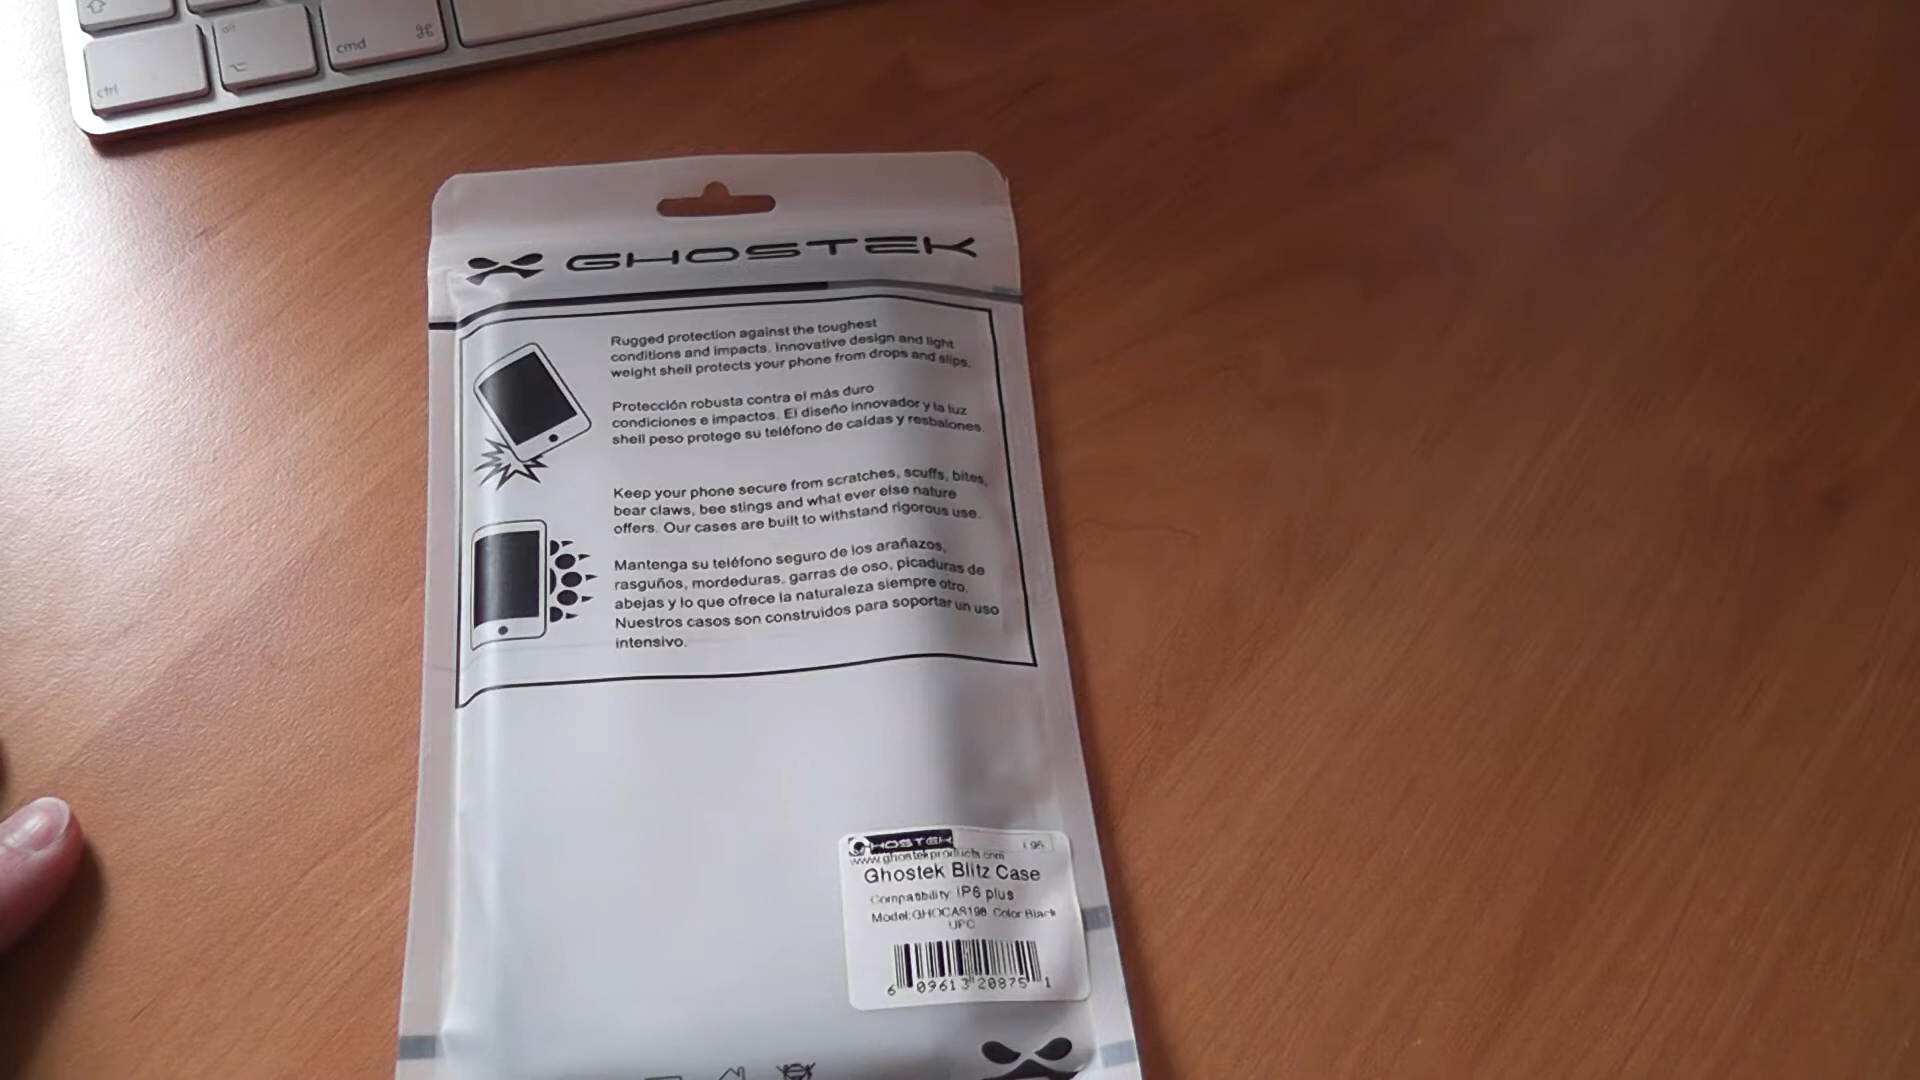 alt
ctrl
cmd ⌘
GHOSTEK
Rugged protection against the toughest
conditions and impacts. Innovative design and light
weight shell protects your phone from drops and slips.
Protección robusta contra el más duro
condiciones e impactos. El diseño innovador y la luz
shell peso protege su teléfono de caídas y resbalones.
Keep your phone secure from scratches, scuffs, bites,
bear claws, bee stings and what ever else nature
offers. Our cases are built to withstand rigorous use.
Mantenga su teléfono seguro de los arañazos,
rasguños, mordeduras, garras de oso, picaduras de
abejas y lo que ofrece la naturaleza siempre otro.
Nuestros casos son construidos para soportar un uso
intensivo.
GHOSTEK
www.ghostekproducts.com
Ghostek Blitz Case
Compatibility: IP6 plus
Model:GHOCAS198 Color:Black
UPC
6 09613 20875 1